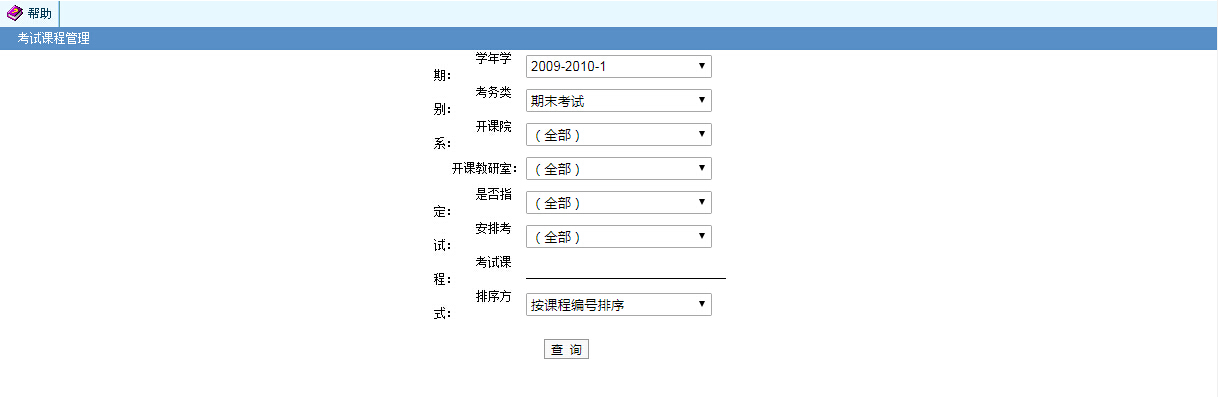 帮助
考试课程管理
学年学
期：
2009-2010-1
考务类
别：
期末考试
开课院
系：
（全部）
开课教研室：
（全部）
是否指
定：
（全部）
安排考
试：
（全部）
考试课
程：
排序方
式：
按课程编号排序
查 询